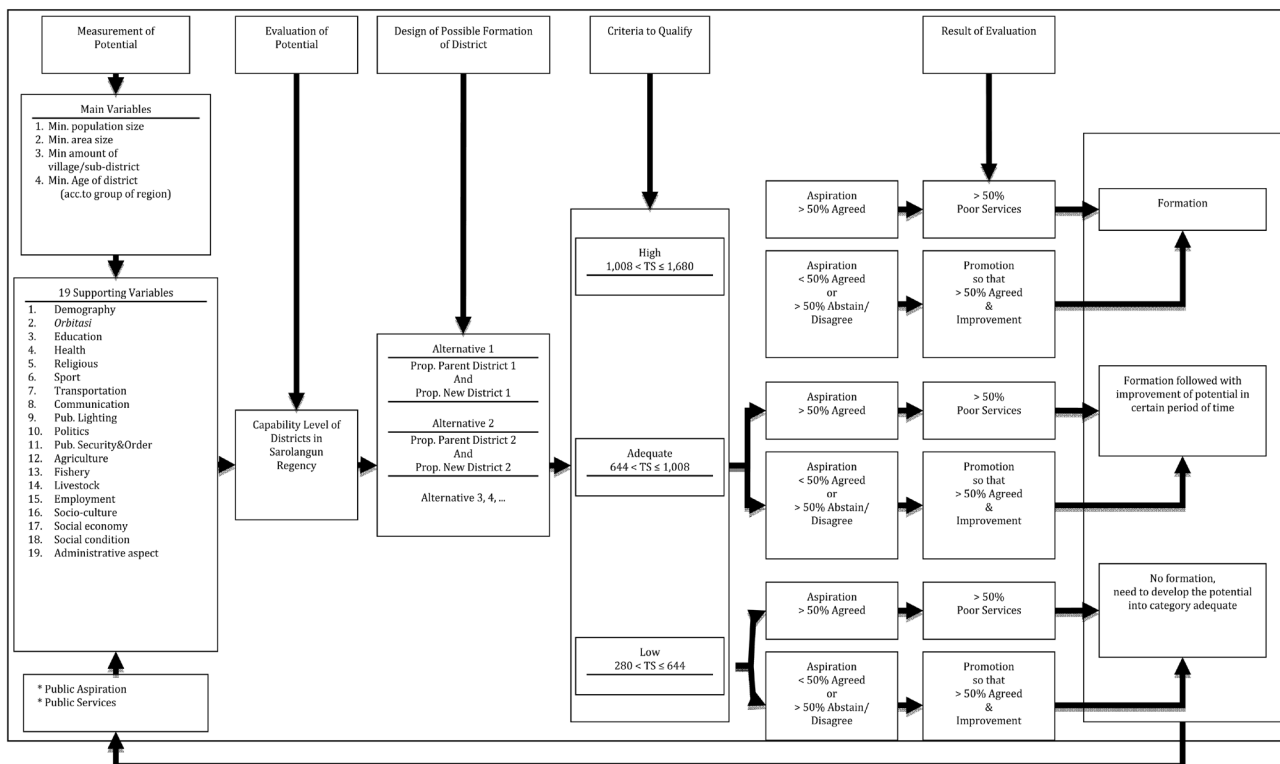 Measurement of
Potential
Evaluation of
Potential
Design of Possible Formation
of District
Criteria to Qualify
Result of Evaluation
Main Variables
1. Min. population size
2. Min. area size
3. Min amount of
village/sub-district
4. Min. Age of district
(acc.to group of region)
19 Supporting Variables
1. Demography
2. Orbitasi
3. Education
4. Health
5. Religious
6. Sport
7. Transportation
8. Communication
9. Pub. Lighting
10. Politics
11. Pub. Security&Order
12. Agriculture
13. Fishery
14. Livestock
15. Employment
16. Socio-culture
17. Social economy
18. Social condition
19. Administrative aspect
* Public Aspiration
* Public Services
Capability Level of
Districts in
Sarolangun
Regency
Alternative 1
Prop. Parent District 1
And
Prop. New District 1
Alternative 2
Prop. Parent District 2
And
Prop. New District 2
Alternative 3, 4, ...
High
1,008 < TS ≤ 1,680
Adequate
644 < TS ≤ 1,008
Low
280 < TS ≤ 644
Aspiration
> 50% Agreed
> 50%
Poor Services
Formation
Aspiration
< 50% Agreed
or
> 50% Abstain/
Disagree
Promotion
so that
> 50% Agreed
&
Improvement
Aspiration
> 50% Agreed
> 50%
Poor Services
Formation followed with
improvement of potential in
certain period of time
Aspiration
< 50% Agreed
or
> 50% Abstain/
Disagree
Promotion
so that
> 50% Agreed
&
Improvement
Aspiration
> 50% Agreed
> 50%
Poor Services
No formation,
need to develop the potential
into category adequate
Aspiration
< 50% Agreed
or
> 50% Abstain/
Disagree
Promotion
so that
> 50% Agreed
&
Improvement